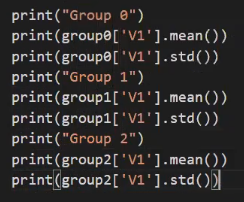 print("Group 0")
print(group0['V1'].mean())
print(group0['V1'].std())
print("Group 1")
print(group1['V1'].mean())
print(group1['V1'].std())
print("Group 2")
print(group2['V1'].mean())
print(group2['V1'].std())